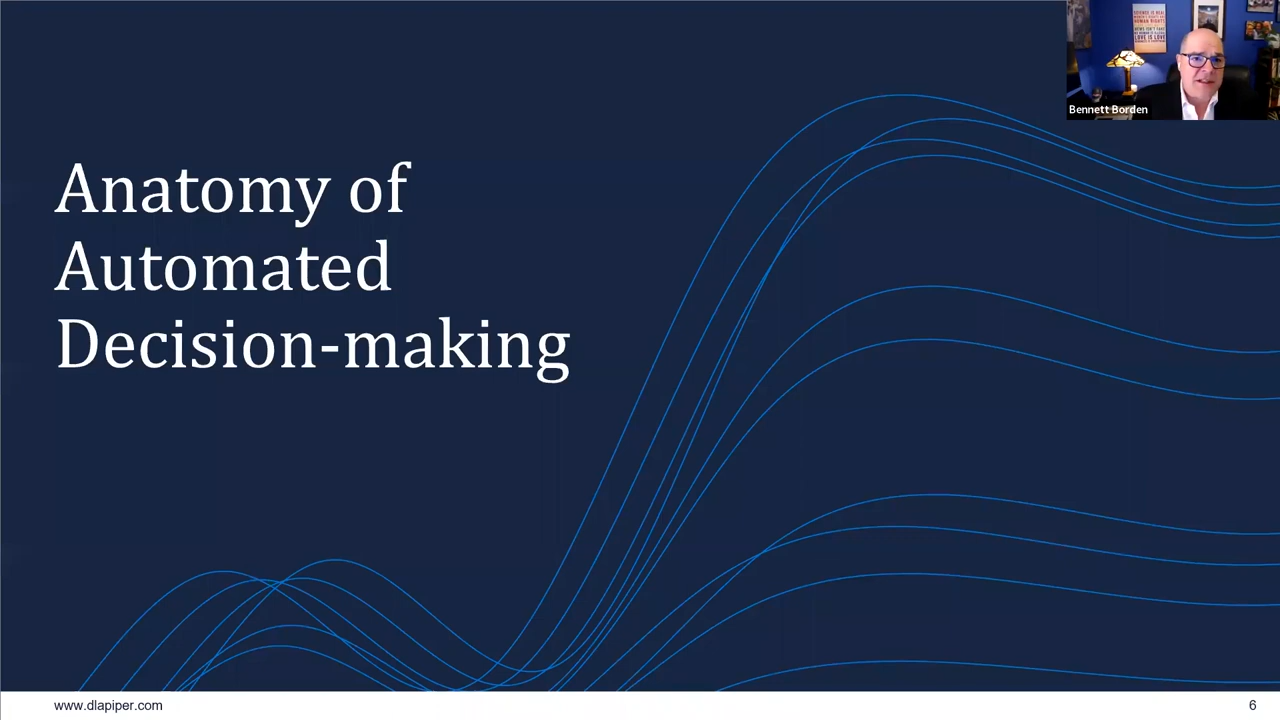 Anatomy of
Automated
Decision-making
Bennett Borden
www.dlapiper.com
6